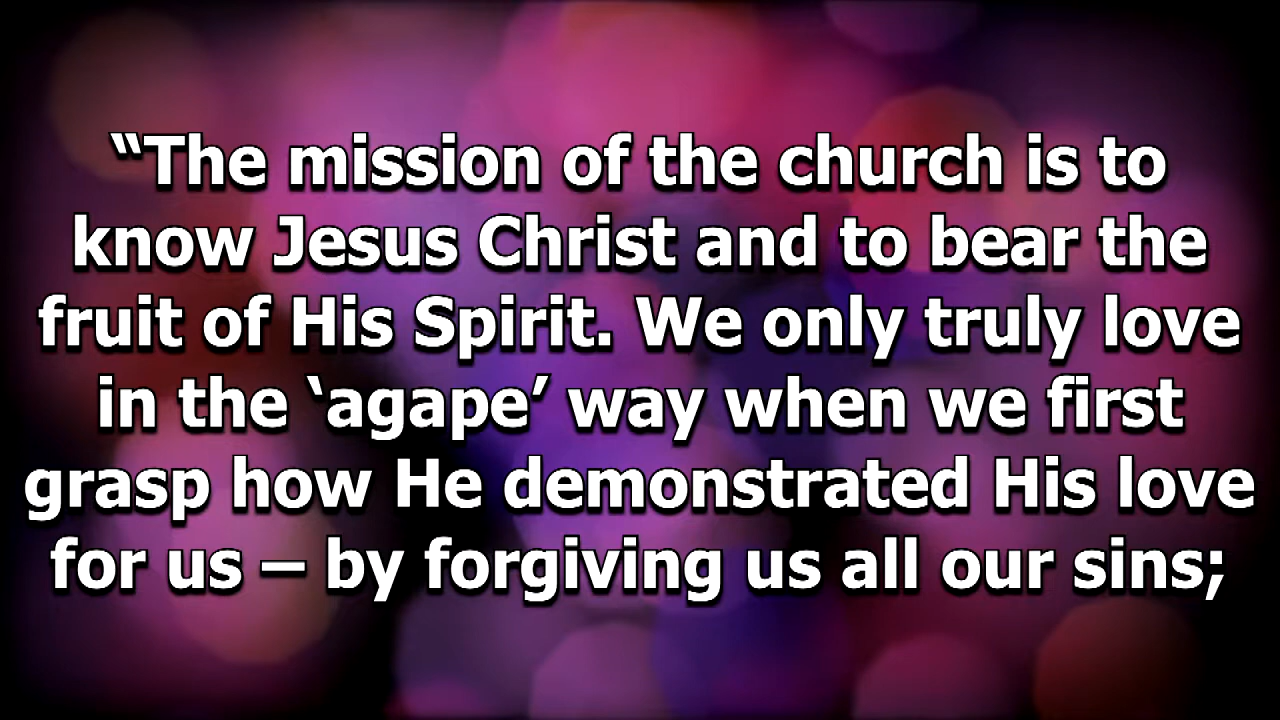 “The mission of the church is to
know Jesus Christ and to bear the
fruit of His Spirit. We only truly love
in the ‘agape’ way when we first
grasp how He demonstrated His love
for us – by forgiving us all our sins;